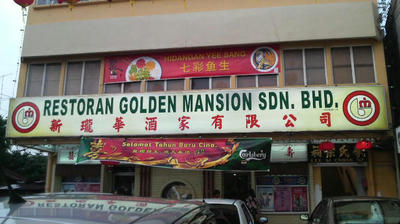 HIDANGAN YEE SANG
七彩鱼生
RESTORAN GOLDEN MANSION SDN. BHD.
新瓏華酒家有限公司
Selamat Tahun Baru Cina
Carlsberg